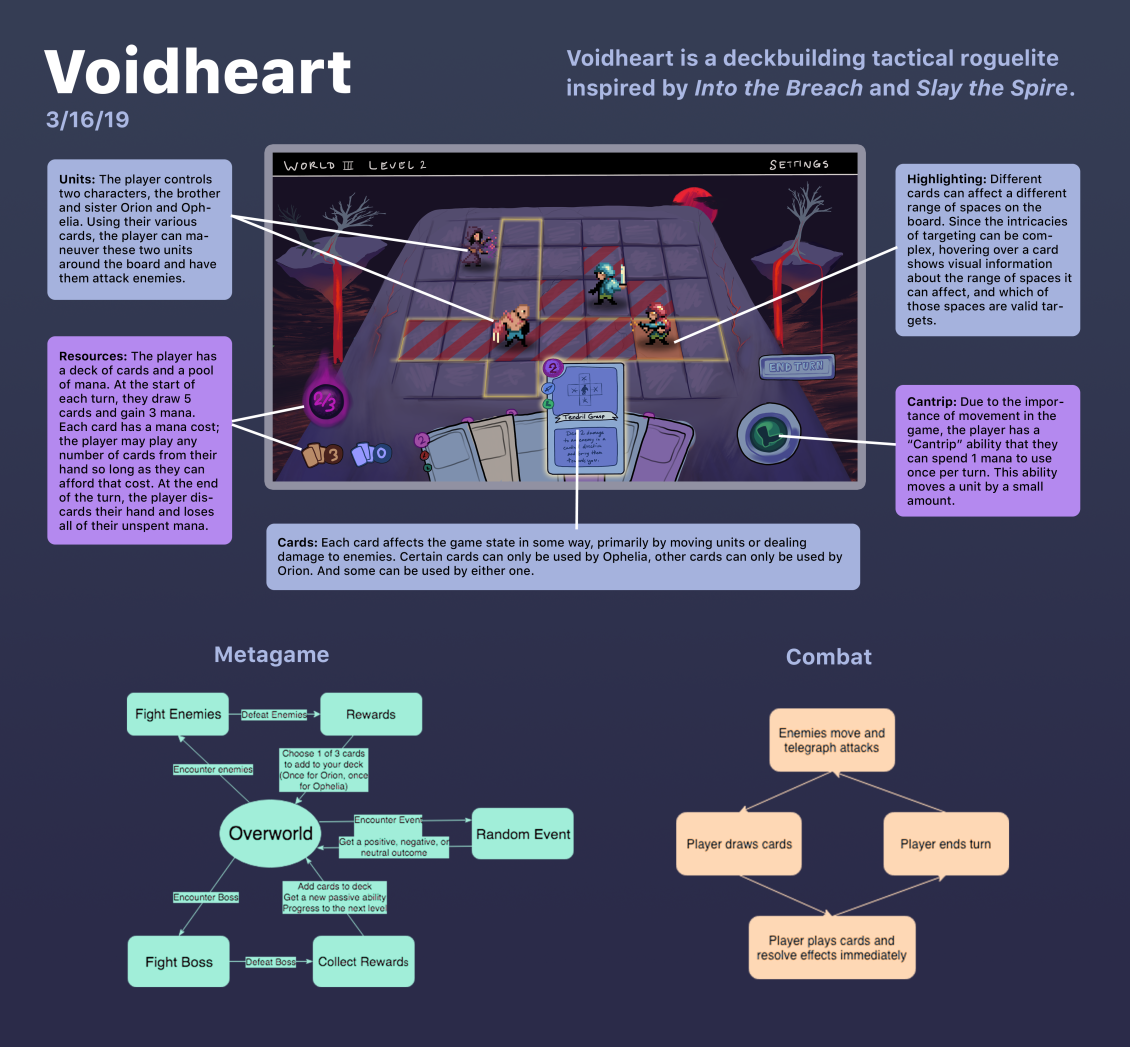 Voidheart
3/16/19
Voidheart is a deckbuilding tactical roguelite
inspired by Into the Breach and Slay the Spire.
Units: The player controls
two characters, the brother
and sister Orion and Oph-
elia. Using their various
cards, the player can ma-
neuver these two units
around the board and have
them attack enemies.
Resources: The player has
a deck of cards and a pool
of mana. At the start of
each turn, they draw 5
cards and gain 3 mana.
Each card has a mana cost;
the player may play any
number of cards from their
hand so long as they can
afford that cost. At the end
of the turn, the player dis-
cards their hand and loses
all of their unspent mana.
WORLD III LEVEL 2
SETTINGS
2/3
3
0
2
2
Tendril Grasp
END TURN
Highlighting: Different
cards can affect a different
range of spaces on the
board. Since the intricacies
of targeting can be com-
plex, hovering over a card
shows visual information
about the range of spaces it
can affect, and which of
those spaces are valid tar-
gets.
Cantrip: Due to the impor-
tance of movement in the
game, the player has a
“Cantrip” ability that they
can spend 1 mana to use
once per turn. This ability
moves a unit by a small
amount.
Cards: Each card affects the game state in some way, primarily by moving units or dealing
damage to enemies. Certain cards can only be used by Ophelia, other cards can only be used by
Orion. And some can be used by either one.
Metagame
Fight Enemies
Defeat Enemies
Rewards
Encounter enemies
Choose 1 of 3 cards
to add to your deck
(Once for Orion, once
for Ophelia)
Overworld
Encounter Event
Get a positive, negative, or
neutral outcome
Random Event
Encounter Boss
Add cards to deck
Get a new passive ability
Progress to the next level
Fight Boss
Defeat Boss
Collect Rewards
Combat
Enemies move and
telegraph attacks
Player draws cards
Player ends turn
Player plays cards and
resolve effects immediately